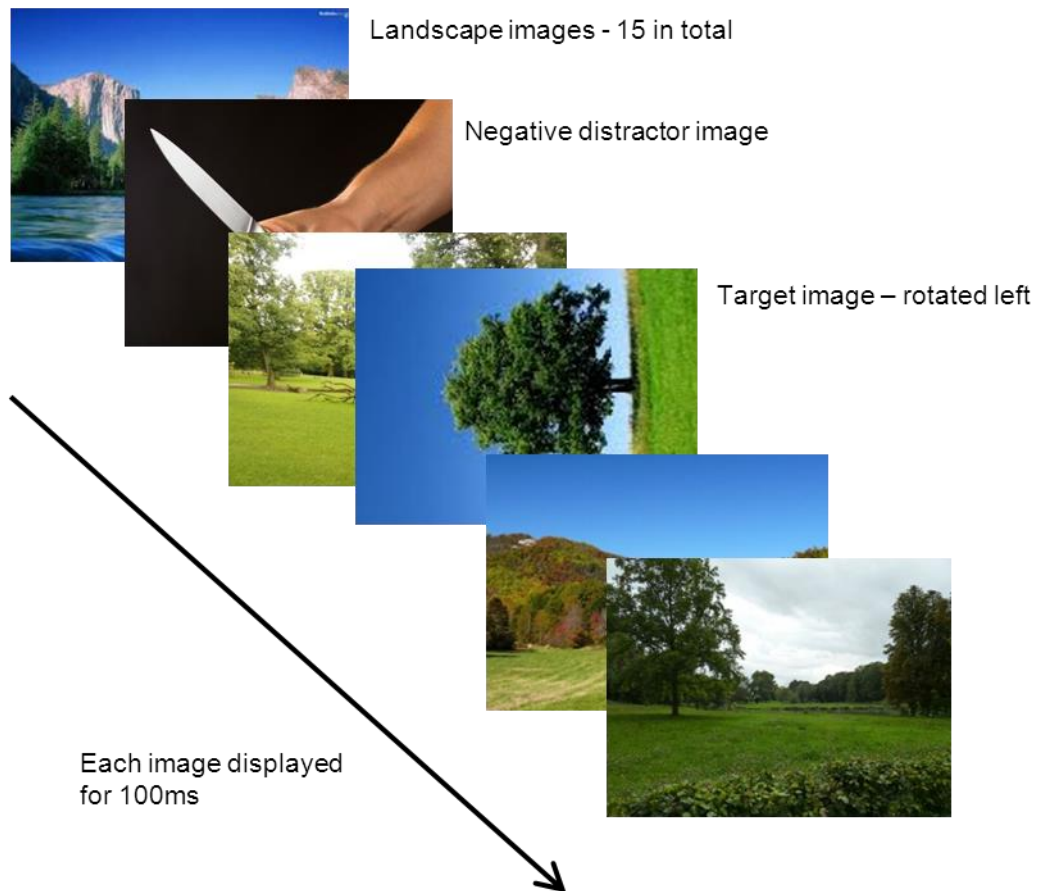 Landscape images - 15 in total
Negative distractor image
Target image – rotated left
Each image displayed
for 100ms